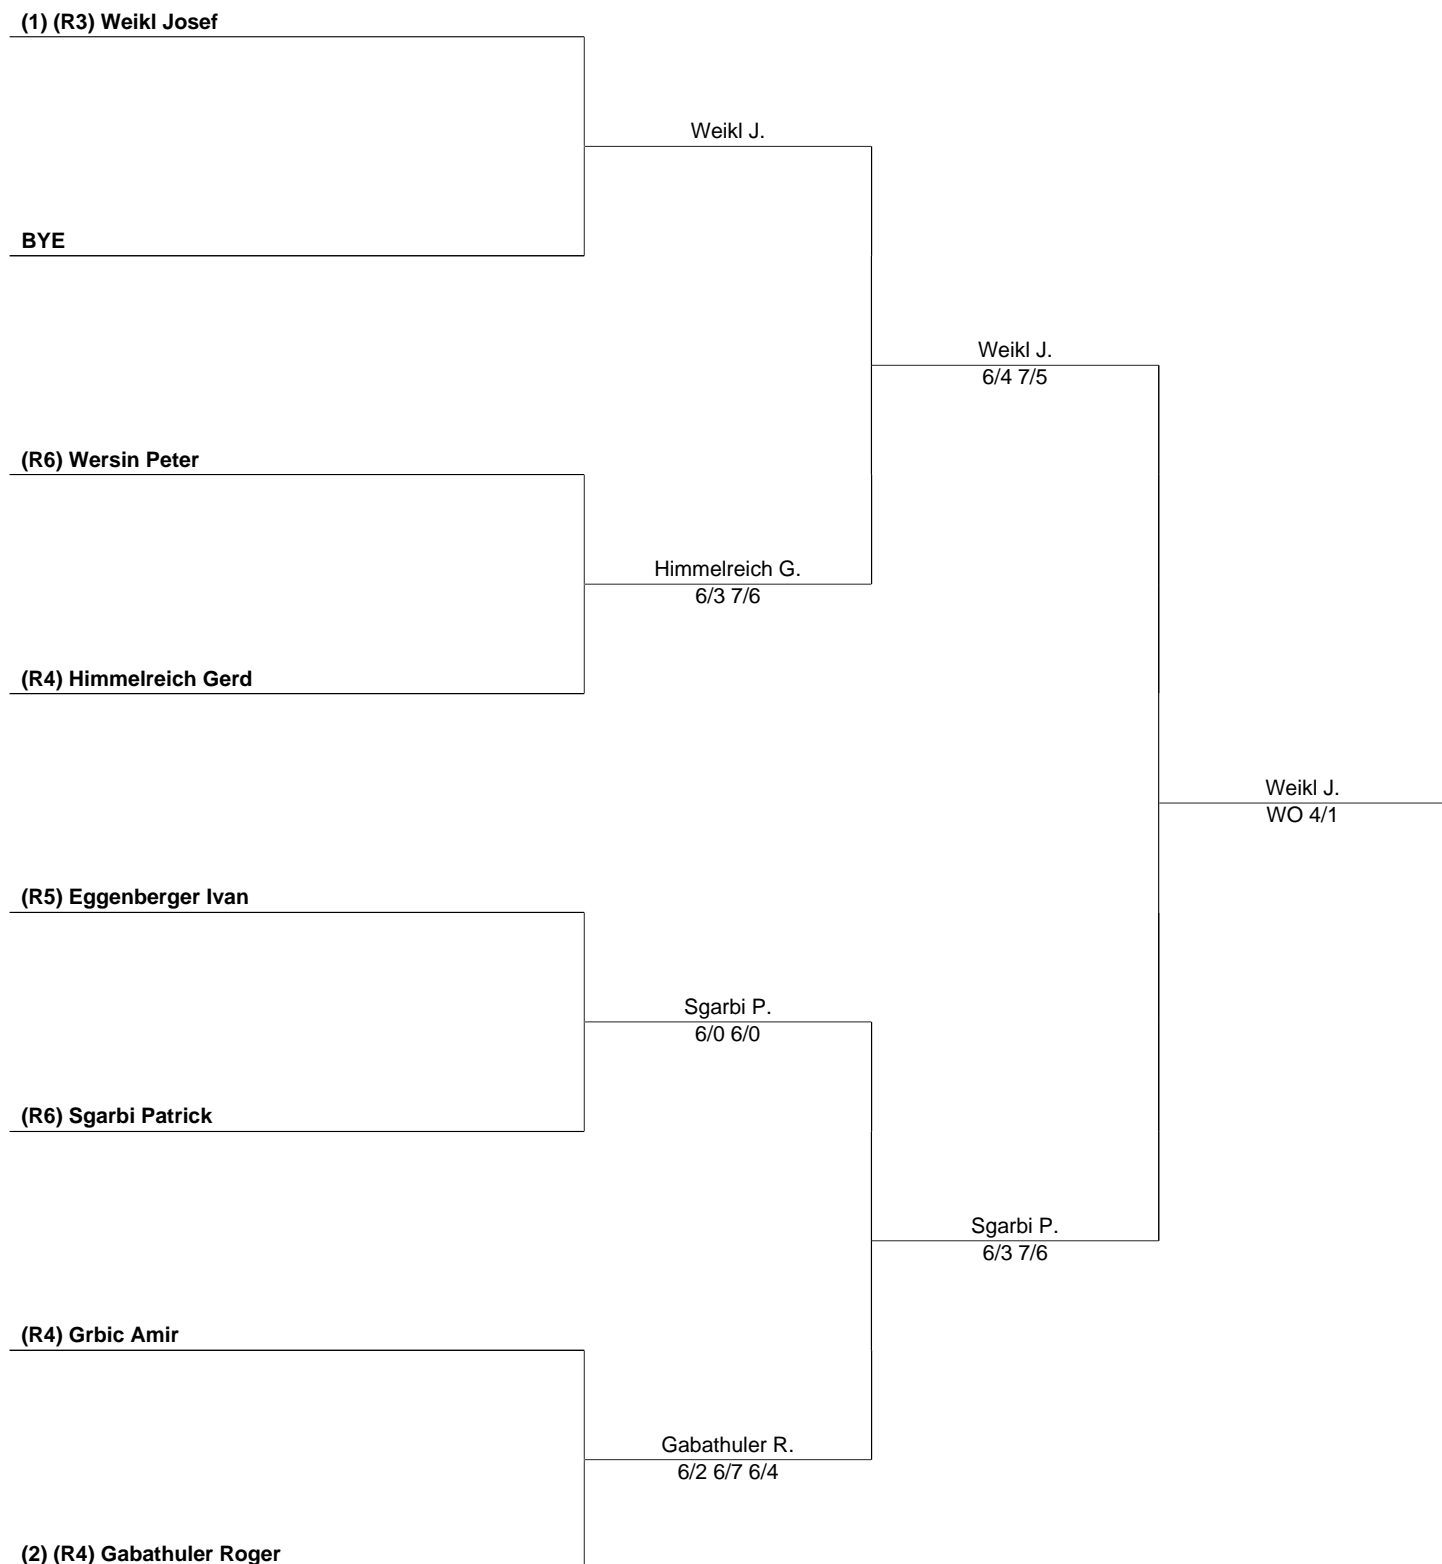 (1) (R3) Weikl Josef
Weikl J.
BYE
Weikl J.
6/4 7/5
(R6) Wersin Peter
Himmelreich G.
6/3 7/6
(R4) Himmelreich Gerd
Weikl J.
WO 4/1
(R5) Eggenberger Ivan
Sgarbi P.
6/0 6/0
(R6) Sgarbi Patrick
Sgarbi P.
6/3 7/6
(R4) Grbic Amir
Gabathuler R.
6/2 6/7 6/4
(2) (R4) Gabathuler Roger